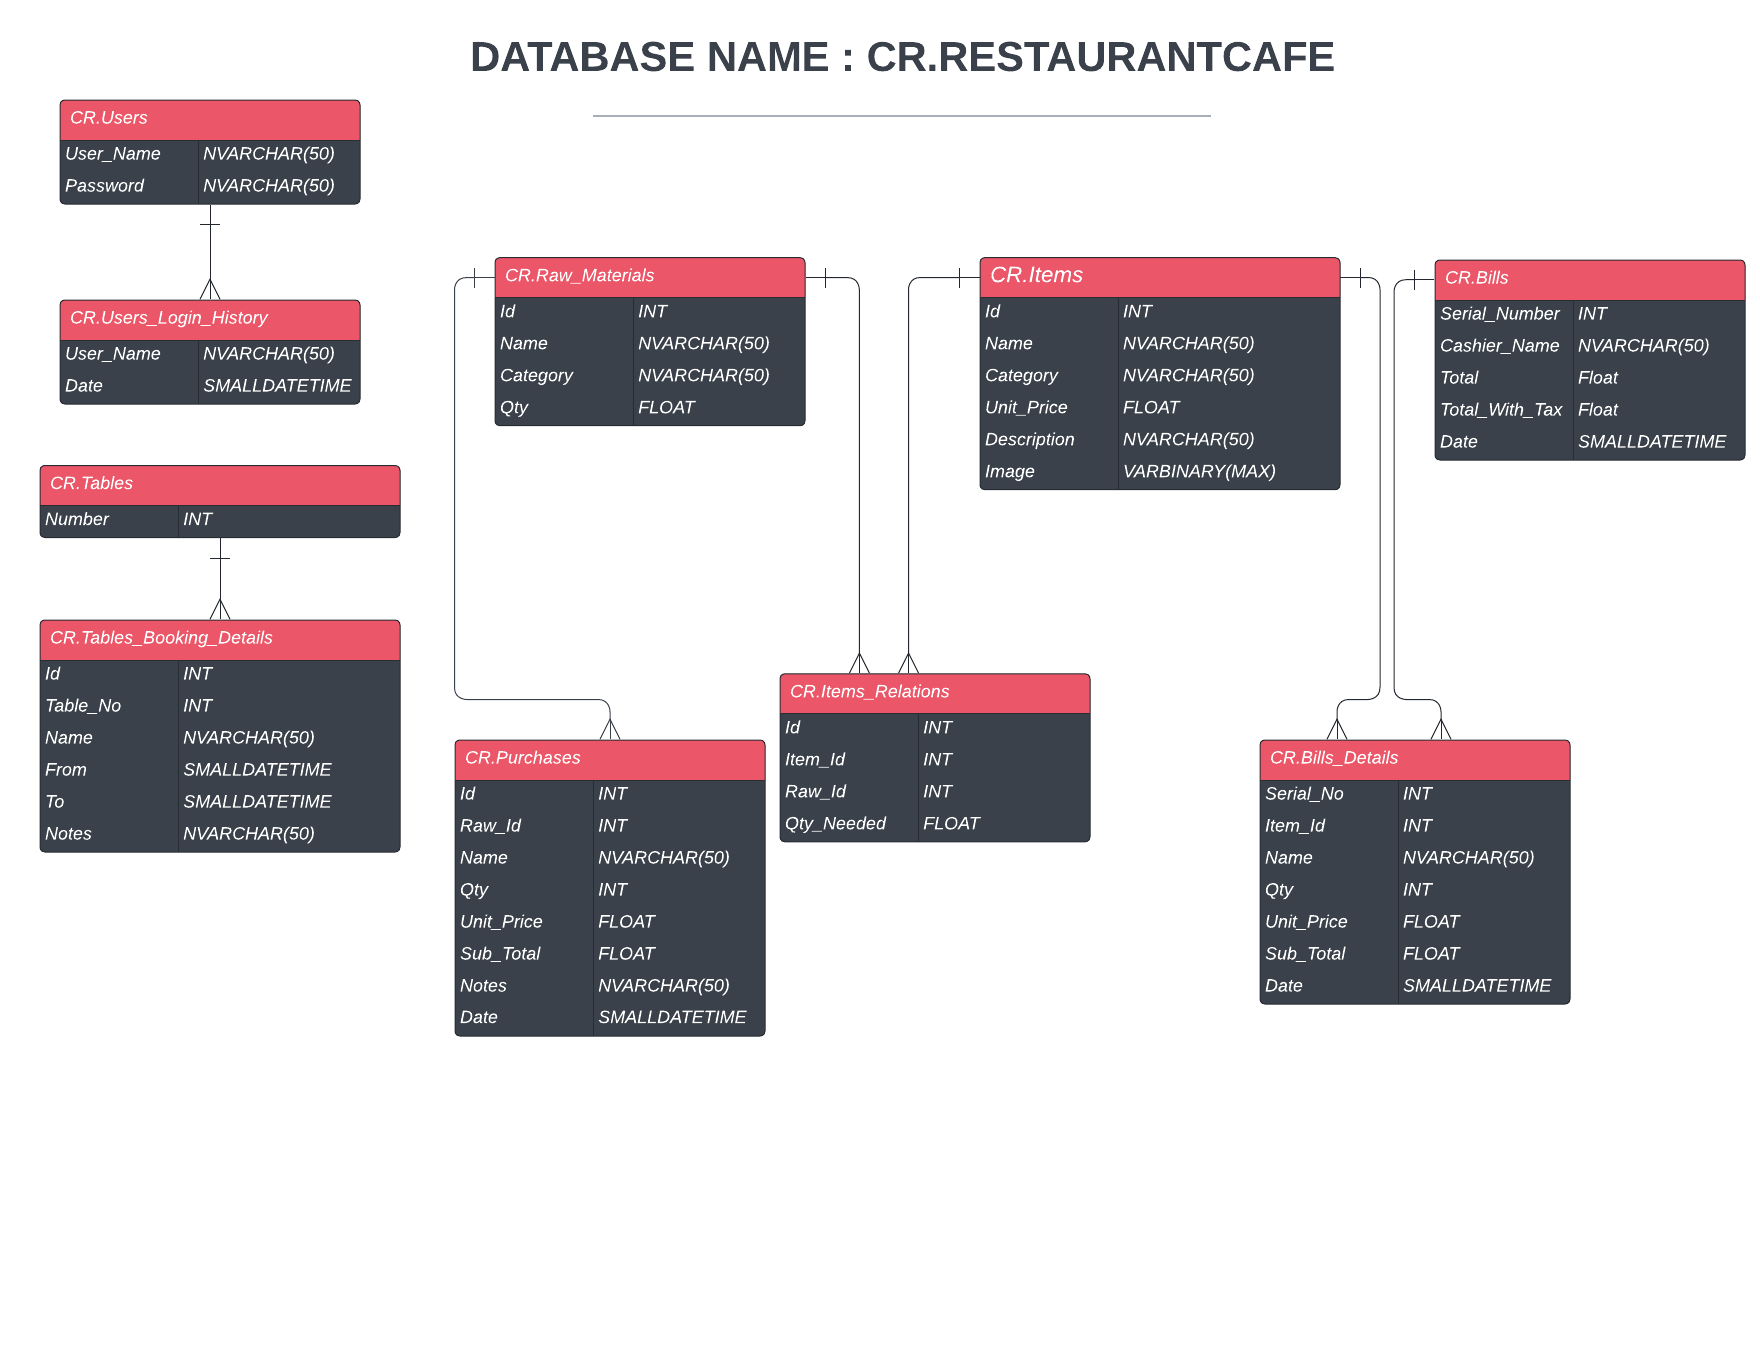 DATABASE NAME : CR.RESTAURANTCAFE
CR.Users
User_Name NVARCHAR(50)
Password NVARCHAR(50)
CR.Users_Login_History
User_Name NVARCHAR(50)
Date SMALLDATETIME
CR.Tables
Number INT
CR.Tables_Booking_Details
Id INT
Table_No INT
Name NVARCHAR(50)
From SMALLDATETIME
To SMALLDATETIME
Notes NVARCHAR(50)
CR.Raw_Materials
Id INT
Name NVARCHAR(50)
Category NVARCHAR(50)
Qty FLOAT
CR.Purchases
Id INT
Raw_Id INT
Name NVARCHAR(50)
Qty INT
Unit_Price FLOAT
Sub_Total FLOAT
Notes NVARCHAR(50)
Date SMALLDATETIME
CR.Items_Relations
Id INT
Item_Id INT
Raw_Id INT
Qty_Needed FLOAT
CR.Items
Id INT
Name NVARCHAR(50)
Category NVARCHAR(50)
Unit_Price FLOAT
Description NVARCHAR(50)
Image VARBINARY(MAX)
CR.Bills
Serial_Number INT
Cashier_Name NVARCHAR(50)
Total Float
Total_With_Tax Float
Date SMALLDATETIME
CR.Bills_Details
Serial_No INT
Item_Id INT
Name NVARCHAR(50)
Qty INT
Unit_Price FLOAT
Sub_Total FLOAT
Date SMALLDATETIME